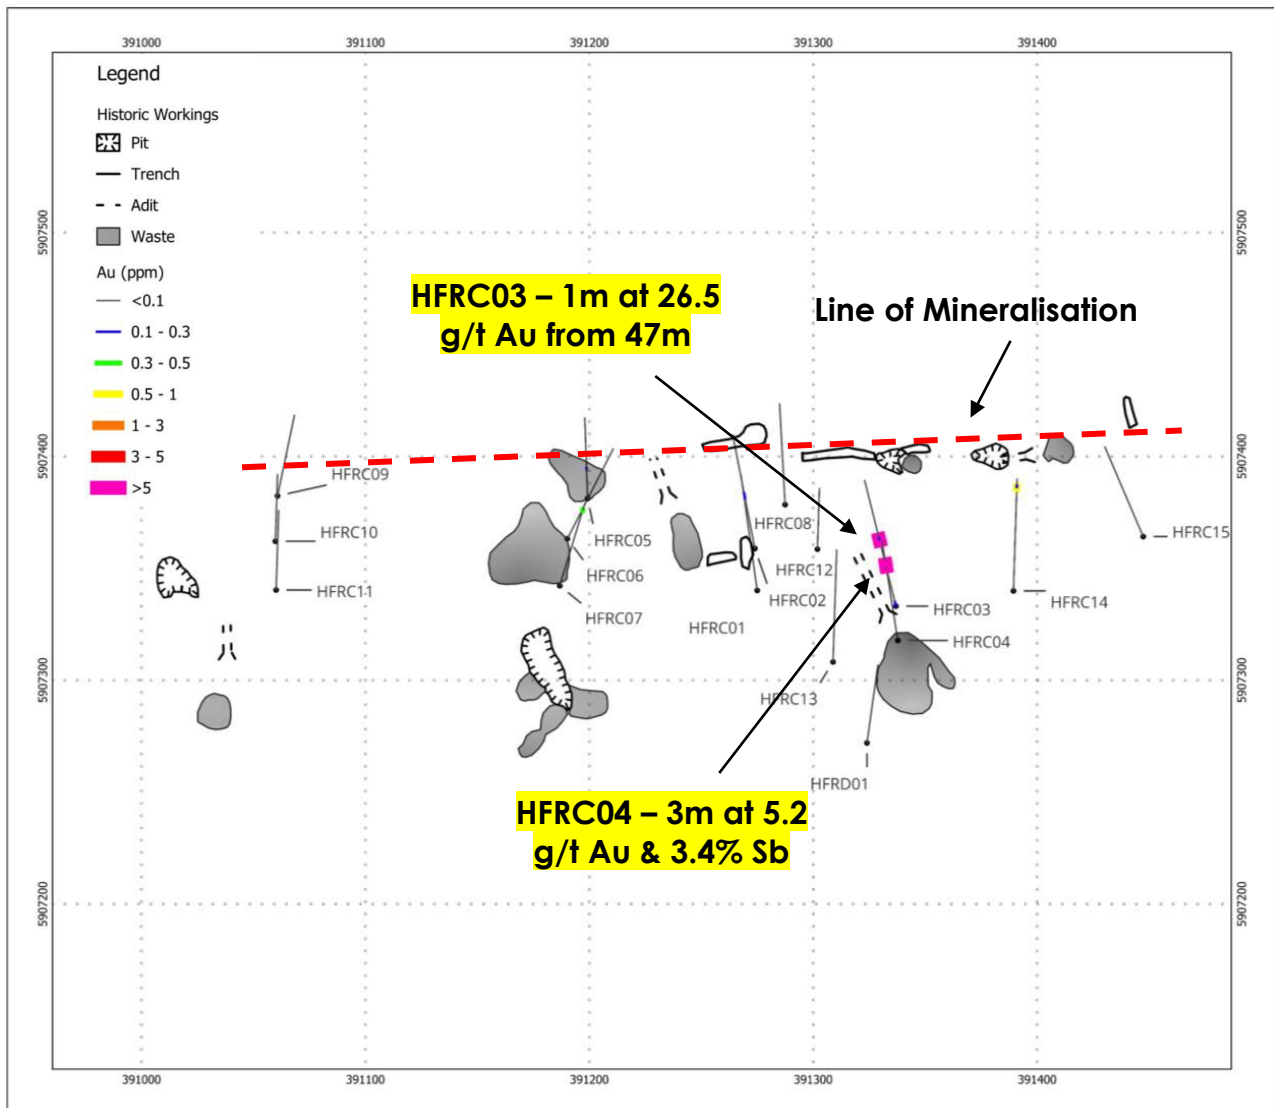 391000
391100
391200
391300
391400
Legend
Historic Workings
Pit
Trench
Adit
Waste
Au (ppm)
<0.1
0.1 - 0.3
0.3 - 0.5
0.5 - 1
1 - 3
3 - 5
>5
5907500
5907500
HFRC03 – 1m at 26.5
g/t Au from 47m
Line of Mineralisation
5907400
5907400
HFRC09
HFRC10
HFRC11
HFRC05
HFRC06
HFRC07
HFRC08
HFRC12
HFRC02
HFRC01
HFRC15
HFRC14
HFRC03
HFRC04
HFRC13
5907300
5907300
HFRD01
HFRC04 – 3m at 5.2
g/t Au & 3.4% Sb
5907200
5907200
391000
391100
391200
391300
391400